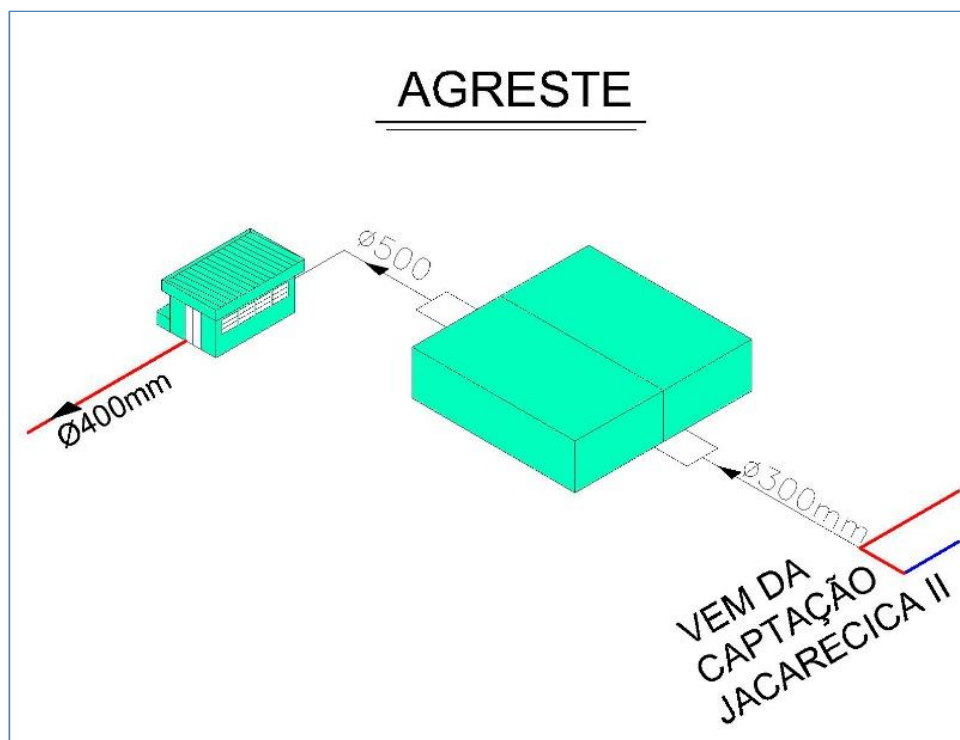 AGRESTE
ø500
Ø400mm
ø300mm
VEM DA
CAPTAÇÃO
JACARECICA II